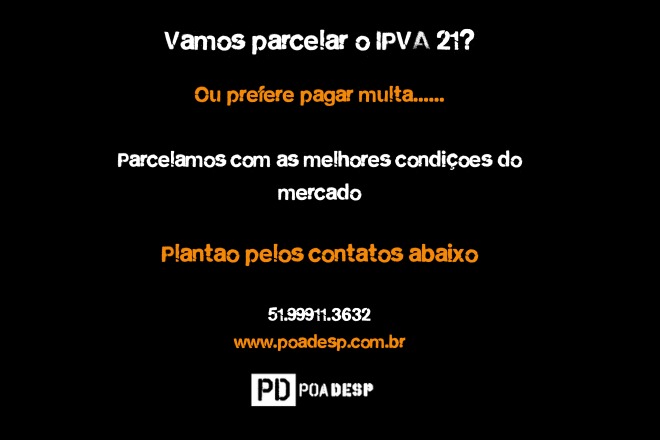 Vamos parcelar o IPVA 21?
Ou prefere pagar multa......
Parcelamos com as melhores condiçoes do
mercado
Plantao pelos contatos abaixo
51.99911.3632
www.poadesp.com.br
PD POADESP